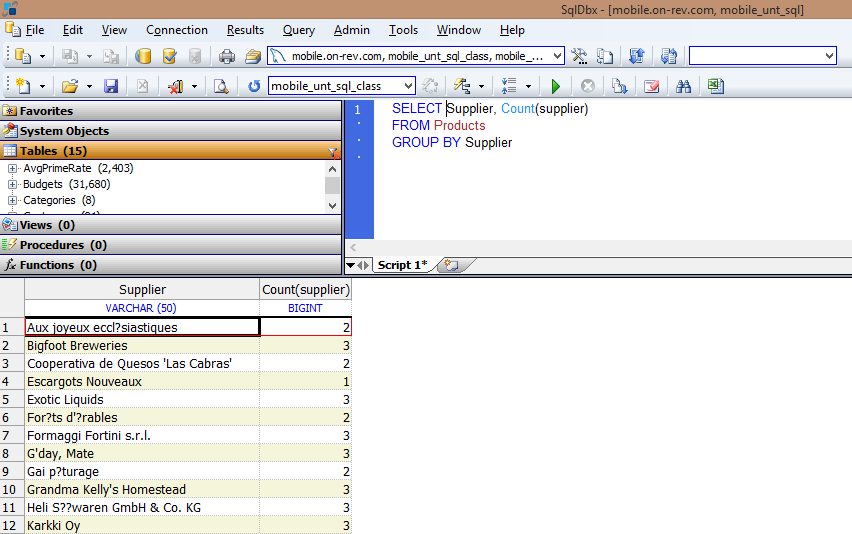 SqlDbx - [mobile.on-rev.com, mobile_unt_sql]
File Edit View Connection Results Query Admin Tools Window Help
mobile.on-rev.com, mobile_unt_sql_class, mobile_...
mobile_unt_sql_class
Favorites
System Objects
Tables (15)
AvgPrimeRate (2,403)
Budgets (31,680)
Categories (8)
Views (0)
Procedures (0)
Functions (0)
1 SELECT Supplier, Count(supplier)
FROM Products
GROUP BY Supplier
Script 1*
Supplier Count(supplier)
VARCHAR (50) BIGINT
1 Aux joyeux eccl?siastiques 2
2 Bigfoot Breweries 3
3 Cooperativa de Quesos 'Las Cabras' 2
4 Escargots Nouveaux 1
5 Exotic Liquids 3
6 For?ts d'?rables 2
7 Formaggi Fortini s.r.l. 3
8 G'day, Mate 3
9 Gai p?turage 2
10 Grandma Kelly's Homestead 3
11 Heli S??waren GmbH & Co. KG 3
12 Karkki Oy 3